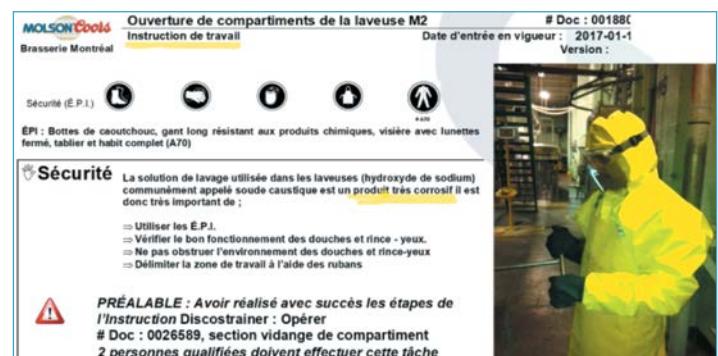 MOLSON Coors
Brasserie Montréal
Ouverture de compartiments de la laveuse M2
Instruction de travail
# Doc : 00188
Date d'entrée en vigueur : 2017-01-1
Version :
Sécurité (É.P.I.)
# A70
ÉPI : Bottes de caoutchouc, gant long résistant aux produits chimiques, visière avec lunettes
fermé, tablier et habit complet (A70)
Sécurité
La solution de lavage utilisée dans les laveuses (hydroxyde de sodium)
communément appelé soude caustique est un produit très corrosif il est
donc très important de ;
⇒ Utiliser les É.P.I.
⇒ Vérifier le bon fonctionnement des douches et rince - yeux.
⇒ Ne pas obstruer l'environnement des douches et rince-yeux
⇒ Délimiter la zone de travail à l'aide des rubans
PRÉALABLE : Avoir réalisé avec succès les étapes de
l'Instruction Discostrainer : Opérer
# Doc : 0026589, section vidange de compartiment
2 personnes qualifiées doivent effectuer cette tâche